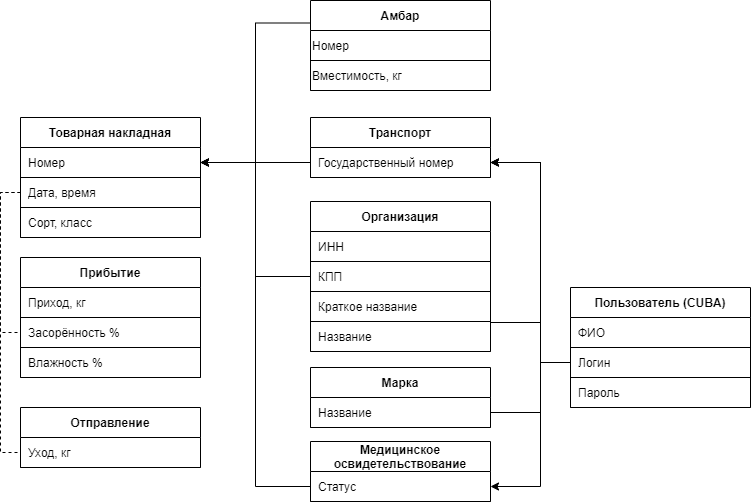 Амбар
Номер
Вместимость, кг
Товарная накладная
Номер
Дата, время
Сорт, класс
Транспорт
Государственный номер
Организация
ИНН
КПП
Краткое название
Название
Прибытие
Приход, кг
Засорённость %
Влажность %
Пользователь (CUBA)
ФИО
Логин
Пароль
Марка
Название
Отправление
Уход, кг
Медицинское
освидетельствование
Статус